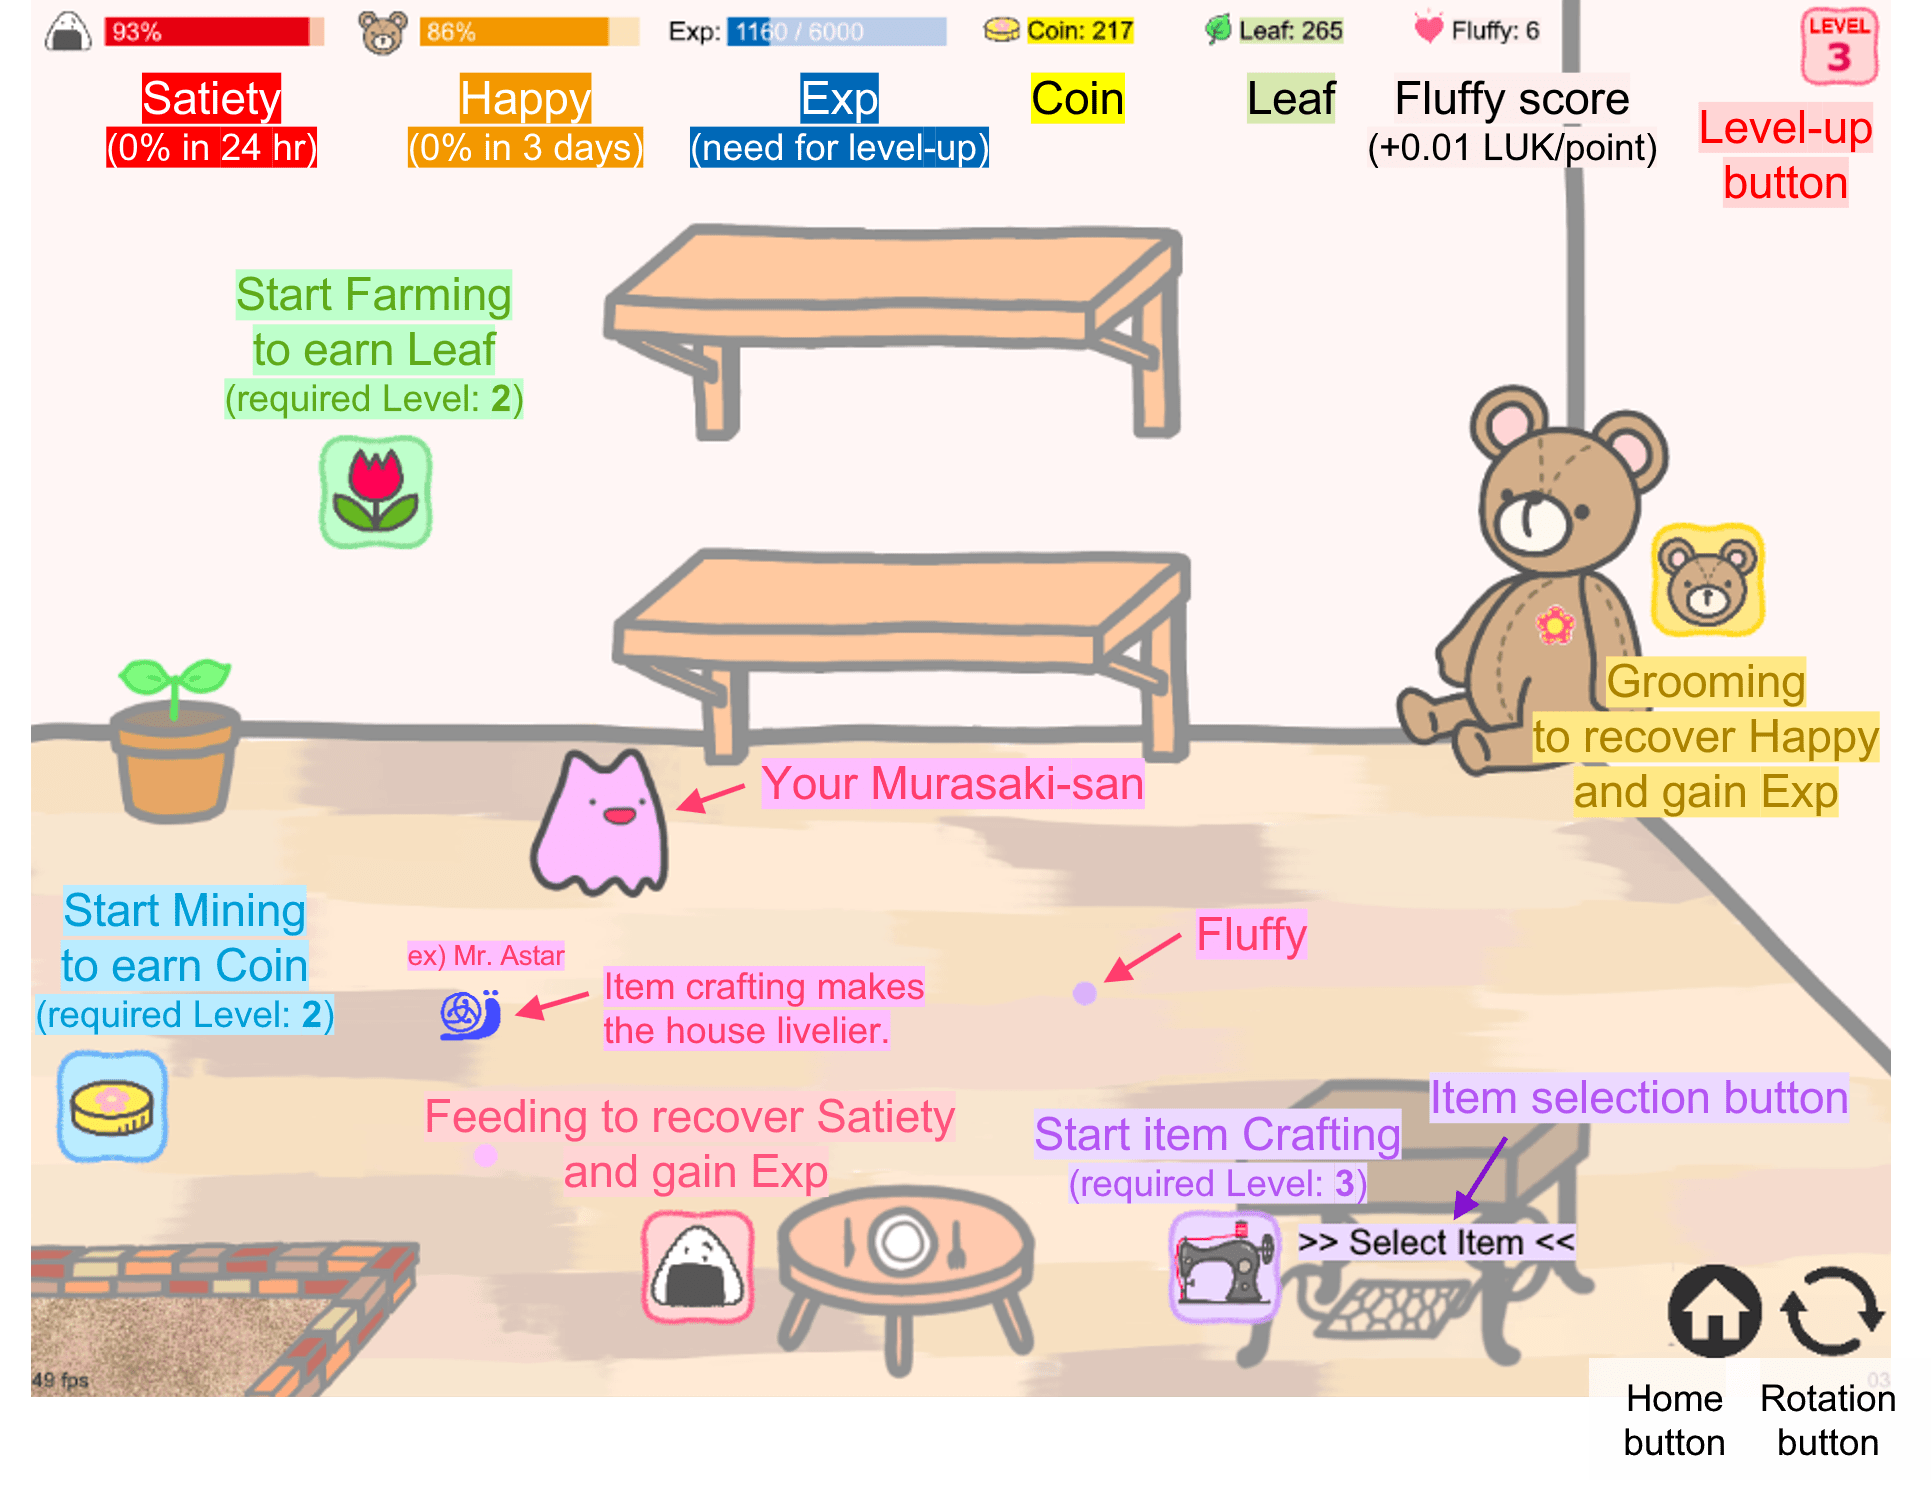 93%
86%
Exp: 1160 / 6000
Coin: 217
Leaf: 265
Fluffy: 6
LEVEL
3
Satiety
(0% in 24 hr)
Happy
(0% in 3 days)
Exp
(need for level-up)
Coin
Leaf
Fluffy score
(+0.01 LUK/point)
Level-up
button
Start Farming
to earn Leaf
(required Level: 2)
Grooming
to recover Happy
and gain Exp
Your Murasaki-san
Start Mining
to earn Coin
(required Level: 2)
ex) Mr. Astar
Item crafting makes
the house livelier.
Fluffy
Feeding to recover Satiety
and gain Exp
Start item Crafting
(required Level: 3)
Item selection button
>> Select Item <<
49 fps
03
Home
button
Rotation
button